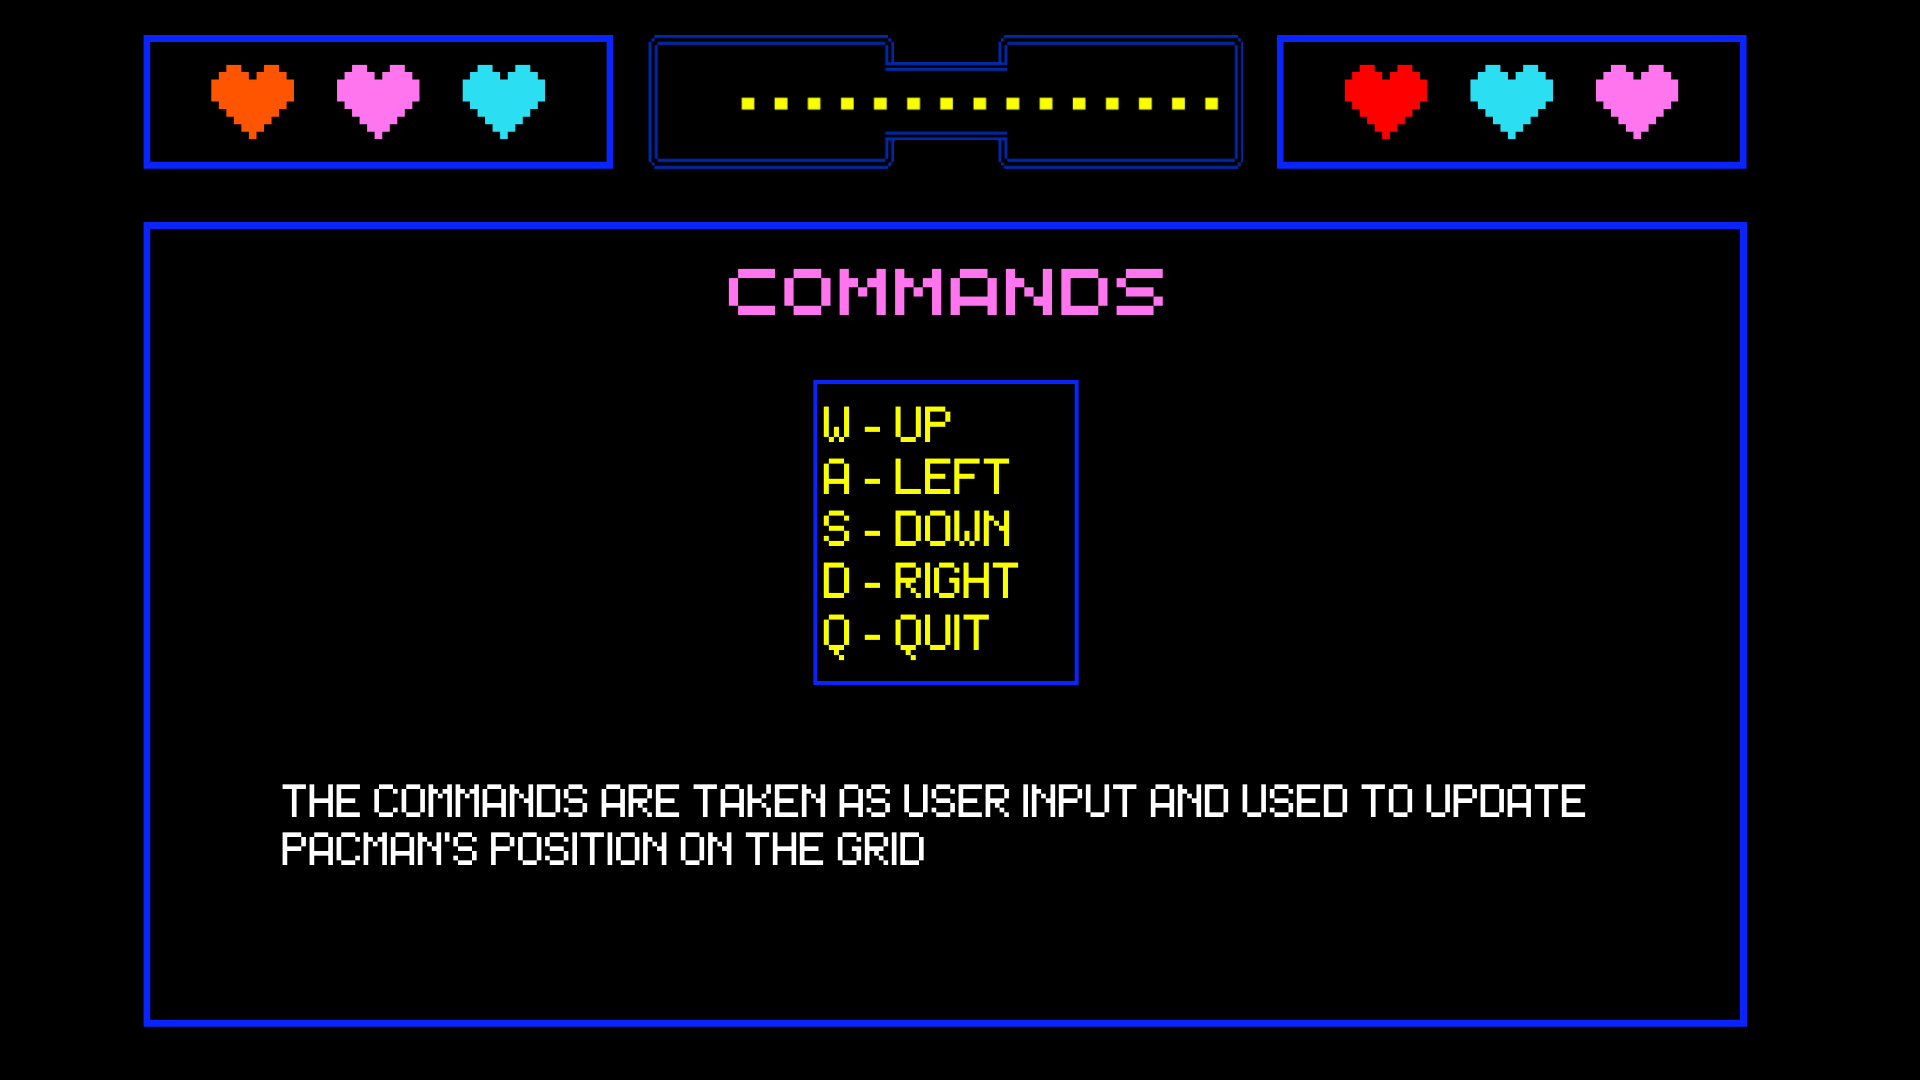 COMMANDS
W - UP
A - LEFT
S - DOWN
D - RIGHT
Q - QUIT
THE COMMANDS ARE TAKEN AS USER INPUT AND USED TO UPDATE
PACMAN'S POSITION ON THE GRID